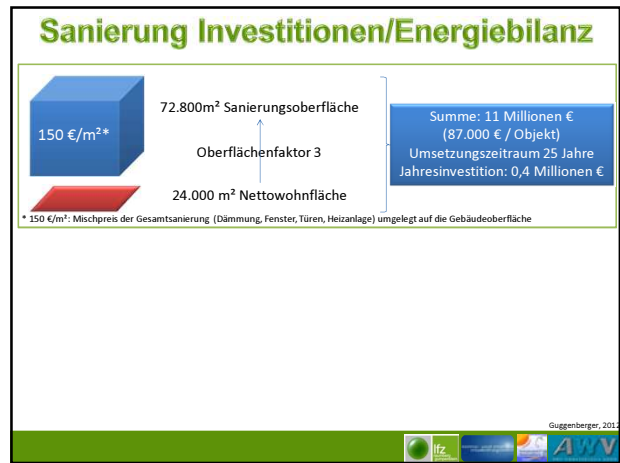 Sanierung Investitionen/Energiebilanz
150 €/m²*
72.800m² Sanierungsoberfläche
Oberflächenfaktor 3
24.000 m² Nettowohnfläche
Summe: 11 Millionen €
(87.000 € / Objekt)
Umsetzungszeitraum 25 Jahre
Jahresinvestition: 0,4 Millionen €
* 150 €/m²: Mischpreis der Gesamtsanierung (Dämmung, Fenster, Türen, Heizanlage) umgelegt auf die Gebäudeoberfläche
Guggenberger, 2012
lfz
AWV